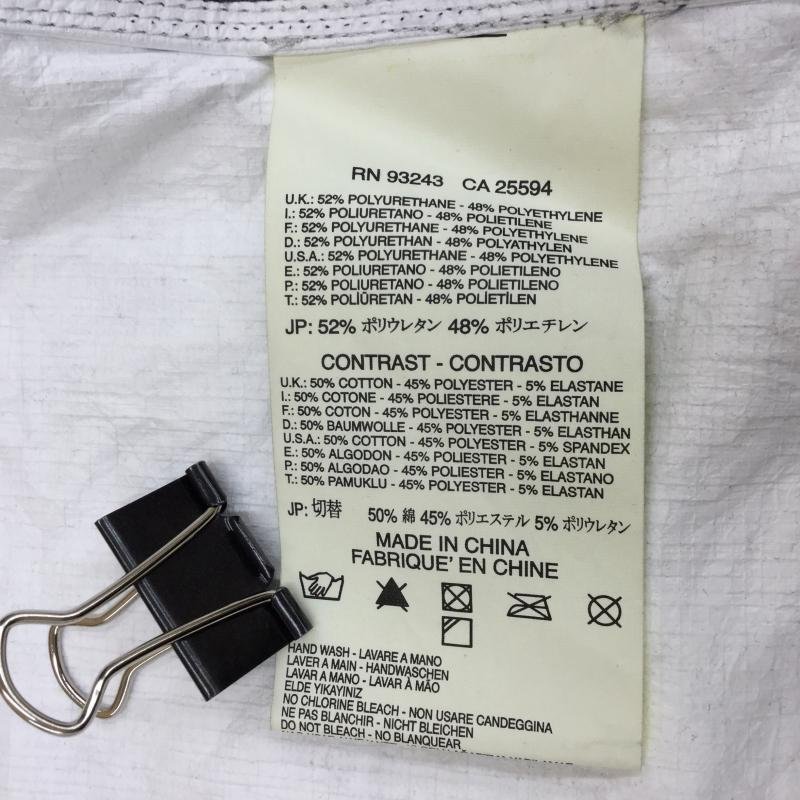 RN 93243 CA 25594
U.K.: 52% POLYURETHANE - 48% POLYETHYLENE
I.: 52% POLIURETANO - 48% POLIETILENE
F.: 52% POLYURETHANE - 48% POLYETHYLENE
D.: 52% POLYURETHAN - 48% POLYATHYLEN
U.S.A.: 52% POLYURETHANE - 48% POLYETHYLENE
E.: 52% POLIURETANO - 48% POLIETILENO
P.: 52% POLIURETANO - 48% POLIETILENO
T.: 52% POLİÜRETAN - 48% POLİETİLEN
JP: 52% ポリウレタン 48% ポリエチレン
CONTRAST - CONTRASTO
U.K.: 50% COTTON - 45% POLYESTER - 5% ELASTANE
I.: 50% COTONE - 45% POLIESTERE - 5% ELASTAN
F.: 50% COTON - 45% POLYESTER - 5% ELASTHANNE
D.: 50% BAUMWOLLE - 45% POLYESTER - 5% ELASTHAN
U.S.A.: 50% COTTON - 45% POLYESTER - 5% SPANDEX
E.: 50% ALGODON - 45% POLYESTER - 5% ELASTANO
P.: 50% ALGODAO - 45% POLYESTER - 5% ELASTANO
T.: 50% PAMUKLU - 45% POLYESTER - 5% ELASTAN
JP: 切替 50% 綿 45% ポリエステル 5% ポリウレタン
MADE IN CHINA
FABRIQUE' EN CHINE
HAND WASH - LAVARE A MANO
LAVER A MAIN - HANDWASCHEN
LAVAR A MANO - LAVAR À MÃO
ELDE YIKAYINIZ
NO CHLORINE BLEACH - NON USARE CANDEGGINA
NE PAS BLANCHIR - NICHT BLEICHEN
DO NOT BLEACH - NO BLANQUEAR